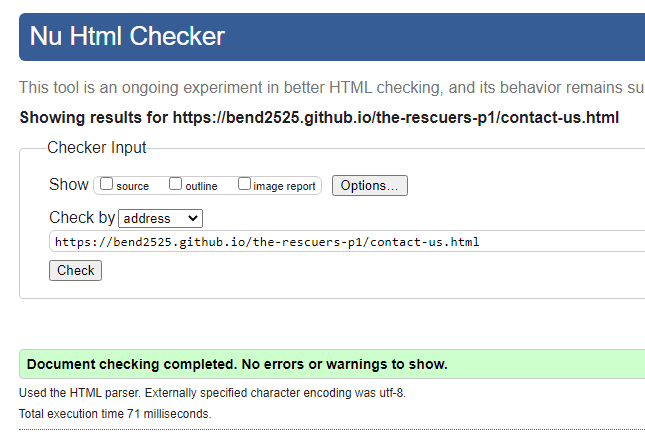 Nu Html Checker
This tool is an ongoing experiment in better HTML checking, and its behavior remains su
Showing results for https://bend2525.github.io/the-rescuers-p1/contact-us.html
Checker Input
Show source outline image report Options...
Check by address
https://bend2525.github.io/the-rescuers-p1/contact-us.html
Check
Document checking completed. No errors or warnings to show.
Used the HTML parser. Externally specified character encoding was utf-8.
Total execution time 71 milliseconds.